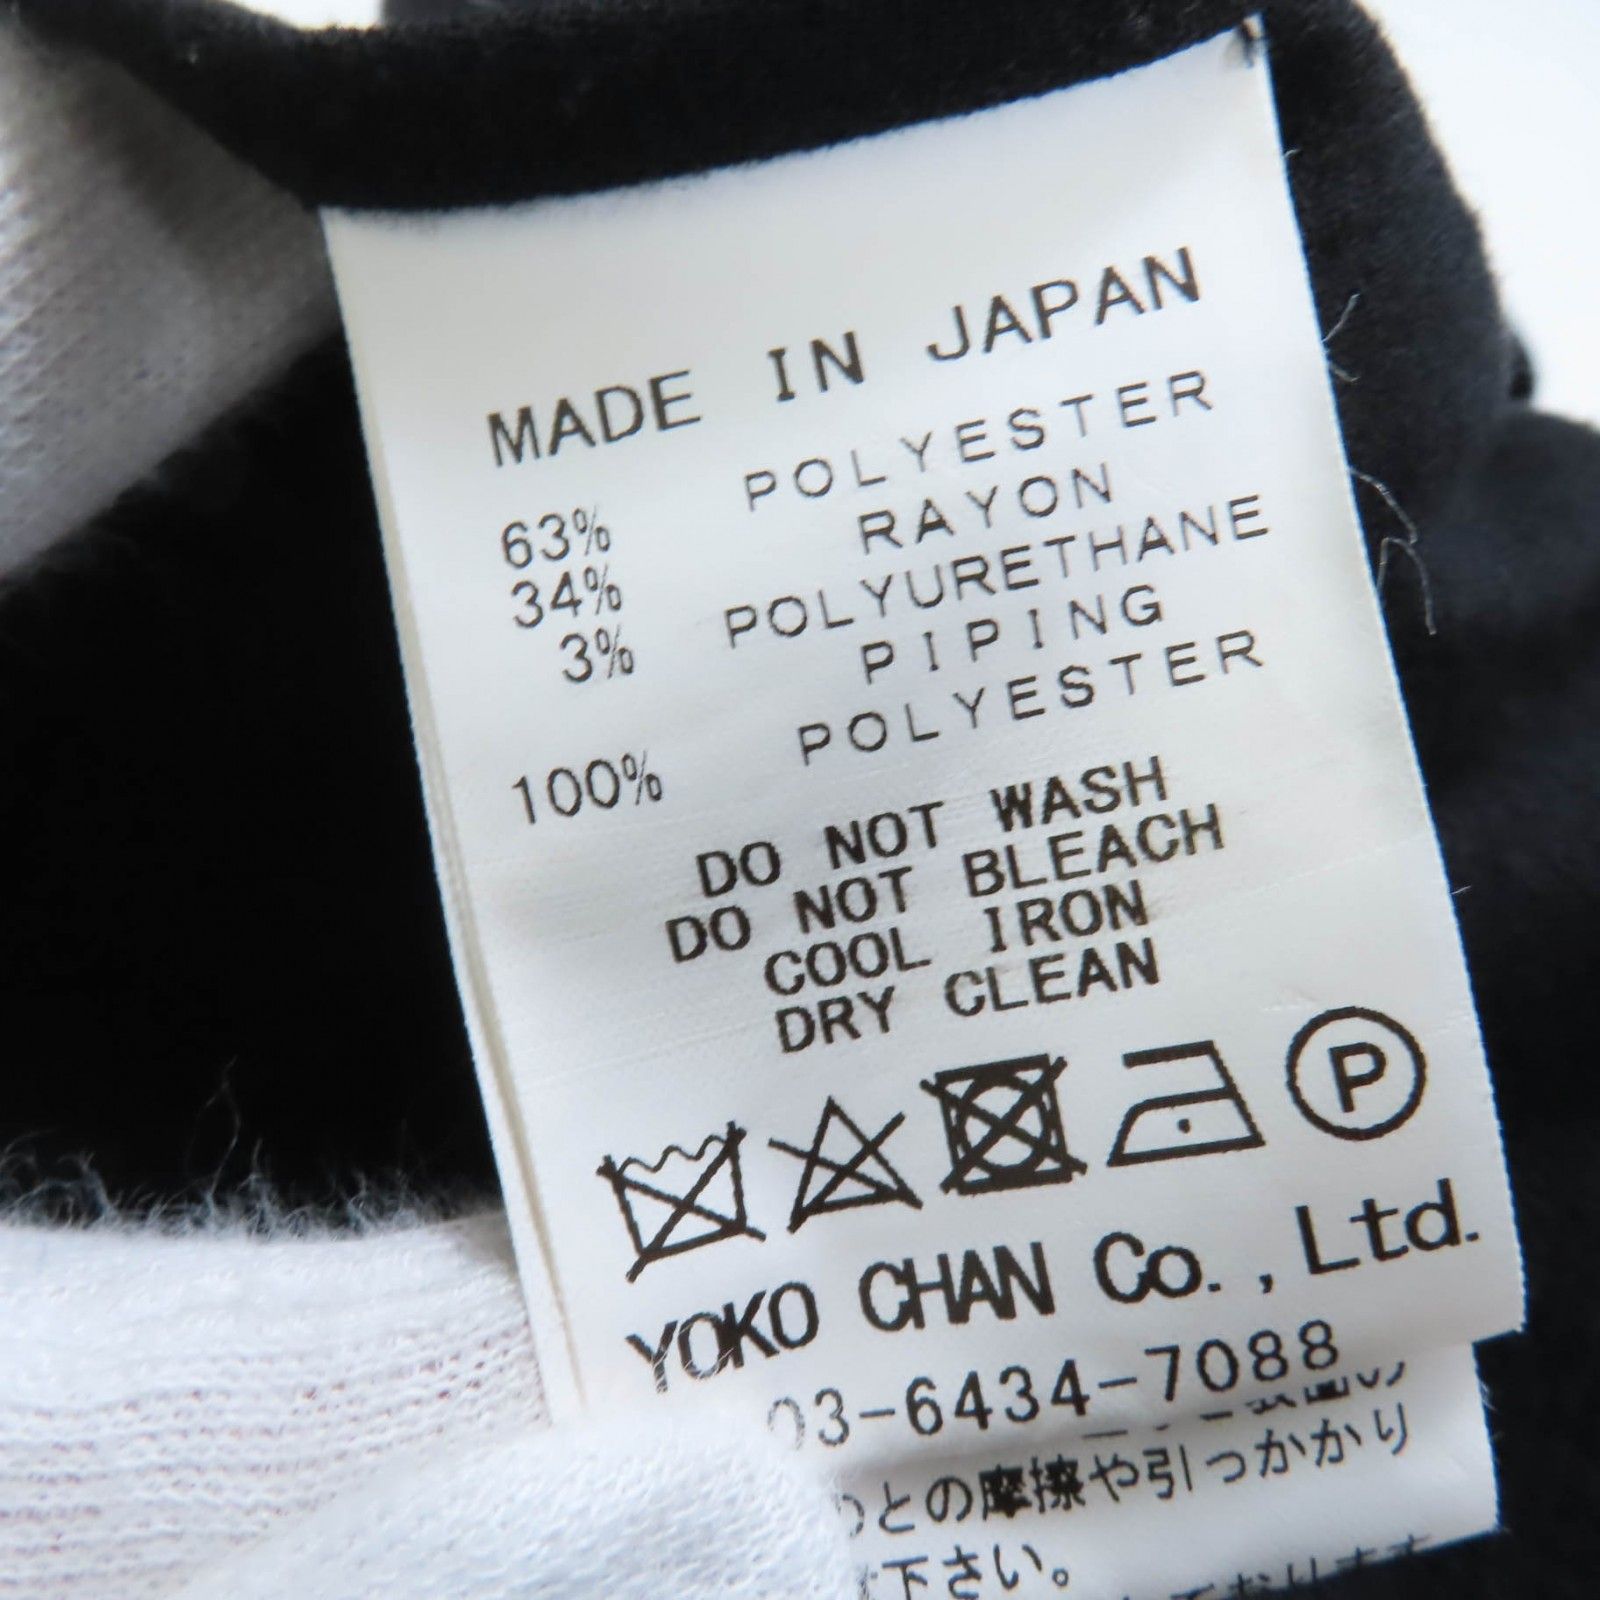 MADE IN JAPAN
63% POLYESTER
34% RAYON
3% POLYURETHANE
PIPING
100% POLYESTER
DO NOT WASH
DO NOT BLEACH
COOL IRON
DRY CLEAN
P
YOKO CHAN Co., Ltd.
03-6434-7088
との摩擦や引っかかり
下さい。